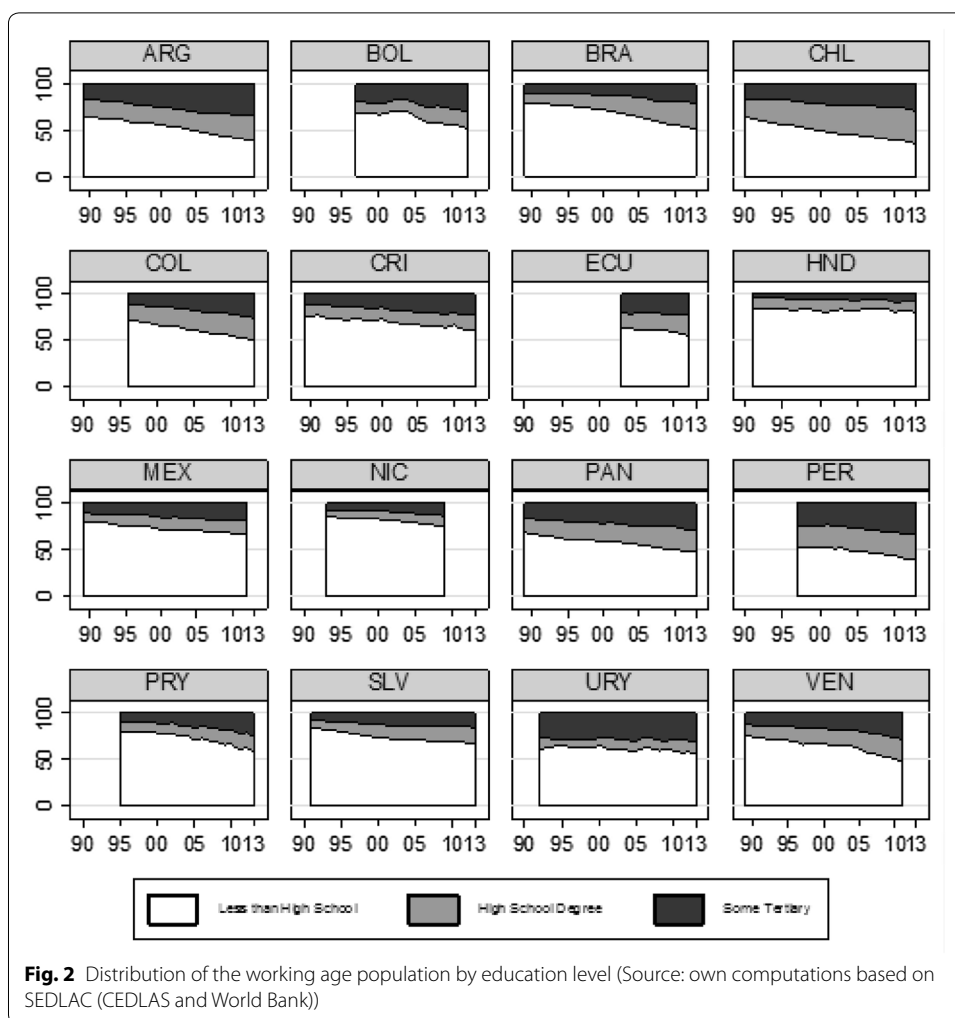 ARG BOL BRA CHL
0 50 100
90 95 00 05 1013 90 95 00 05 1013 90 95 00 05 1013 90 95 00 05 1013
COL CRI ECU HND
0 50 100
90 95 00 05 1013 90 95 00 05 1013 90 95 00 05 1013 90 95 00 05 1013
MEX NIC PAN PER
0 50 100
90 95 00 05 1013 90 95 00 05 1013 90 95 00 05 1013 90 95 00 05 1013
PRY SLV URY VEN
0 50 100
90 95 00 05 1013 90 95 00 05 1013 90 95 00 05 1013 90 95 00 05 1013
Less than High School High School Degree Some Tertiary
Fig. 2 Distribution of the working age population by education level (Source: own computations based on
SEDLAC (CEDLAS and World Bank))